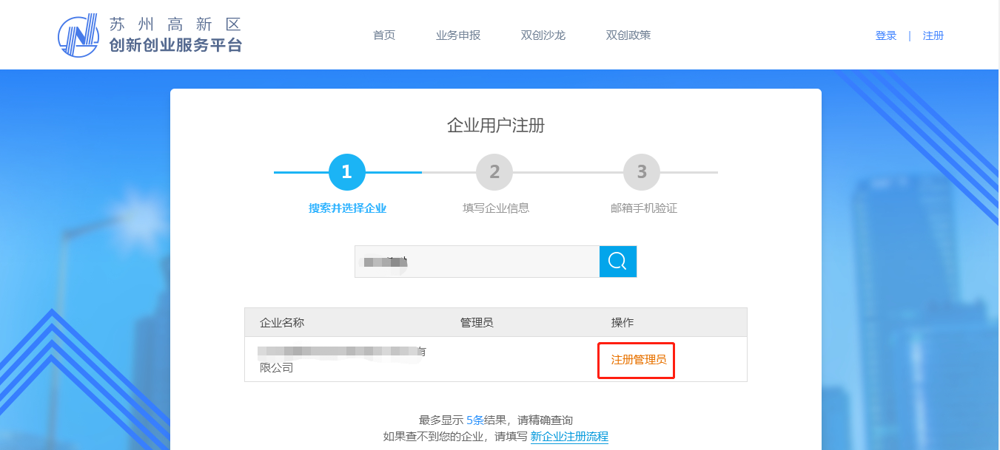 苏州高新区
创新创业服务平台
首页 业务申报 双创沙龙 双创政策 登录 | 注册
企业用户注册
1 2 3
搜索并选择企业 填写企业信息 邮箱手机验证
企业名称 管理员 操作
有
限公司
注册管理员
最多显示 5条结果，请精确查询
如果查不到您的企业，请填写 新企业注册流程